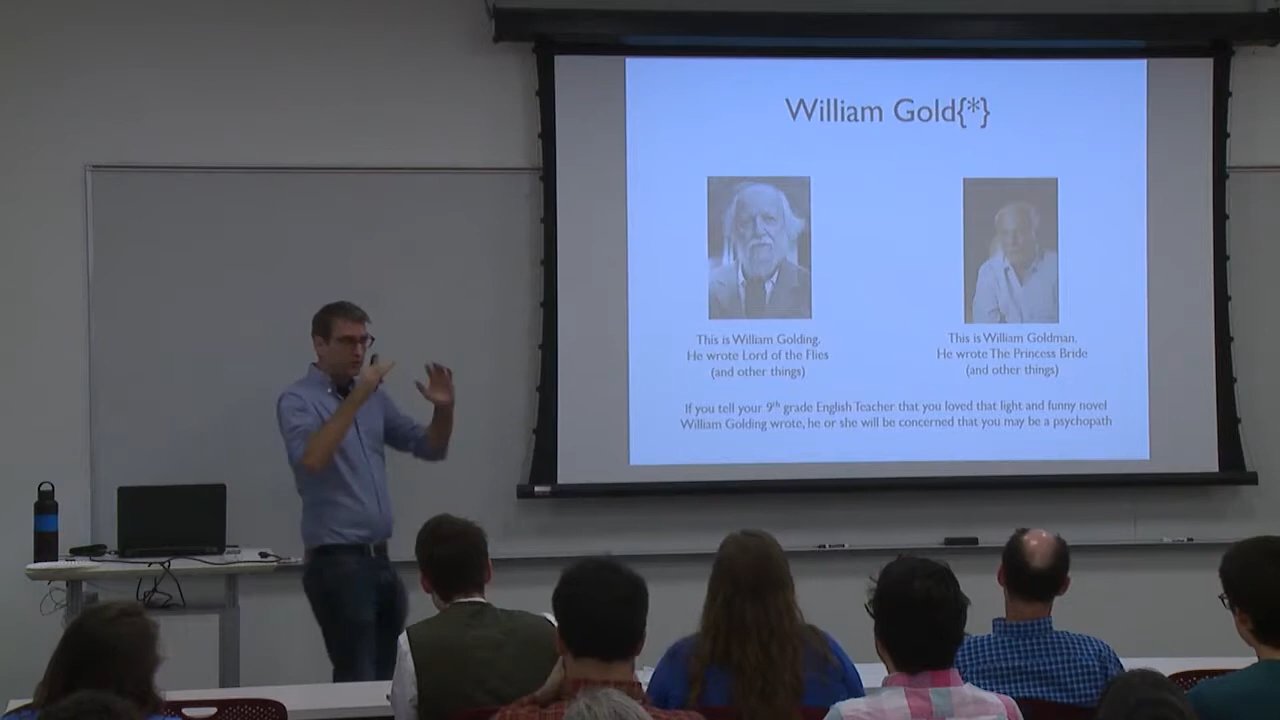 William Gold{*}
This is William Golding.
He wrote Lord of the Flies
(and other things)
This is William Goldman.
He wrote The Princess Bride
(and other things)
If you tell your 9th grade English Teacher that you loved that light and funny novel
William Golding wrote, he or she will be concerned that you may be a psychopath